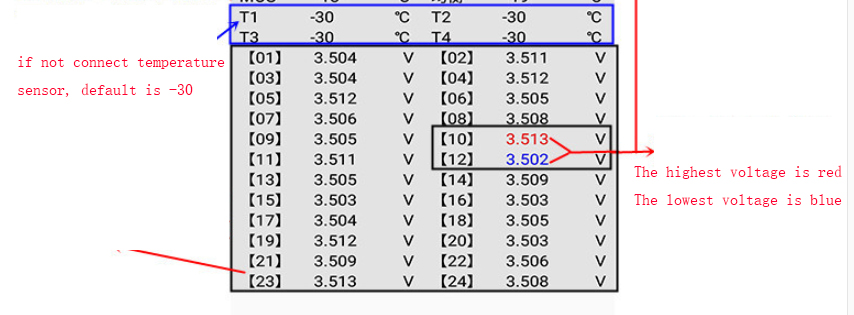 T1 -30 ℃ T2 -30 ℃
T3 -30 ℃ T4 -30 ℃
if not connect temperature
sensor, default is -30
【01】 3.504 V 【02】 3.511 V
【03】 3.504 V 【04】 3.512 V
【05】 3.512 V 【06】 3.505 V
【07】 3.506 V 【08】 3.508 V
【09】 3.505 V 【10】 3.513 V
【11】 3.511 V 【12】 3.502 V
【13】 3.505 V 【14】 3.509 V
【15】 3.503 V 【16】 3.503 V
【17】 3.504 V 【18】 3.505 V
【19】 3.512 V 【20】 3.503 V
【21】 3.509 V 【22】 3.506 V
【23】 3.513 V 【24】 3.508 V
The highest voltage is red
The lowest voltage is blue